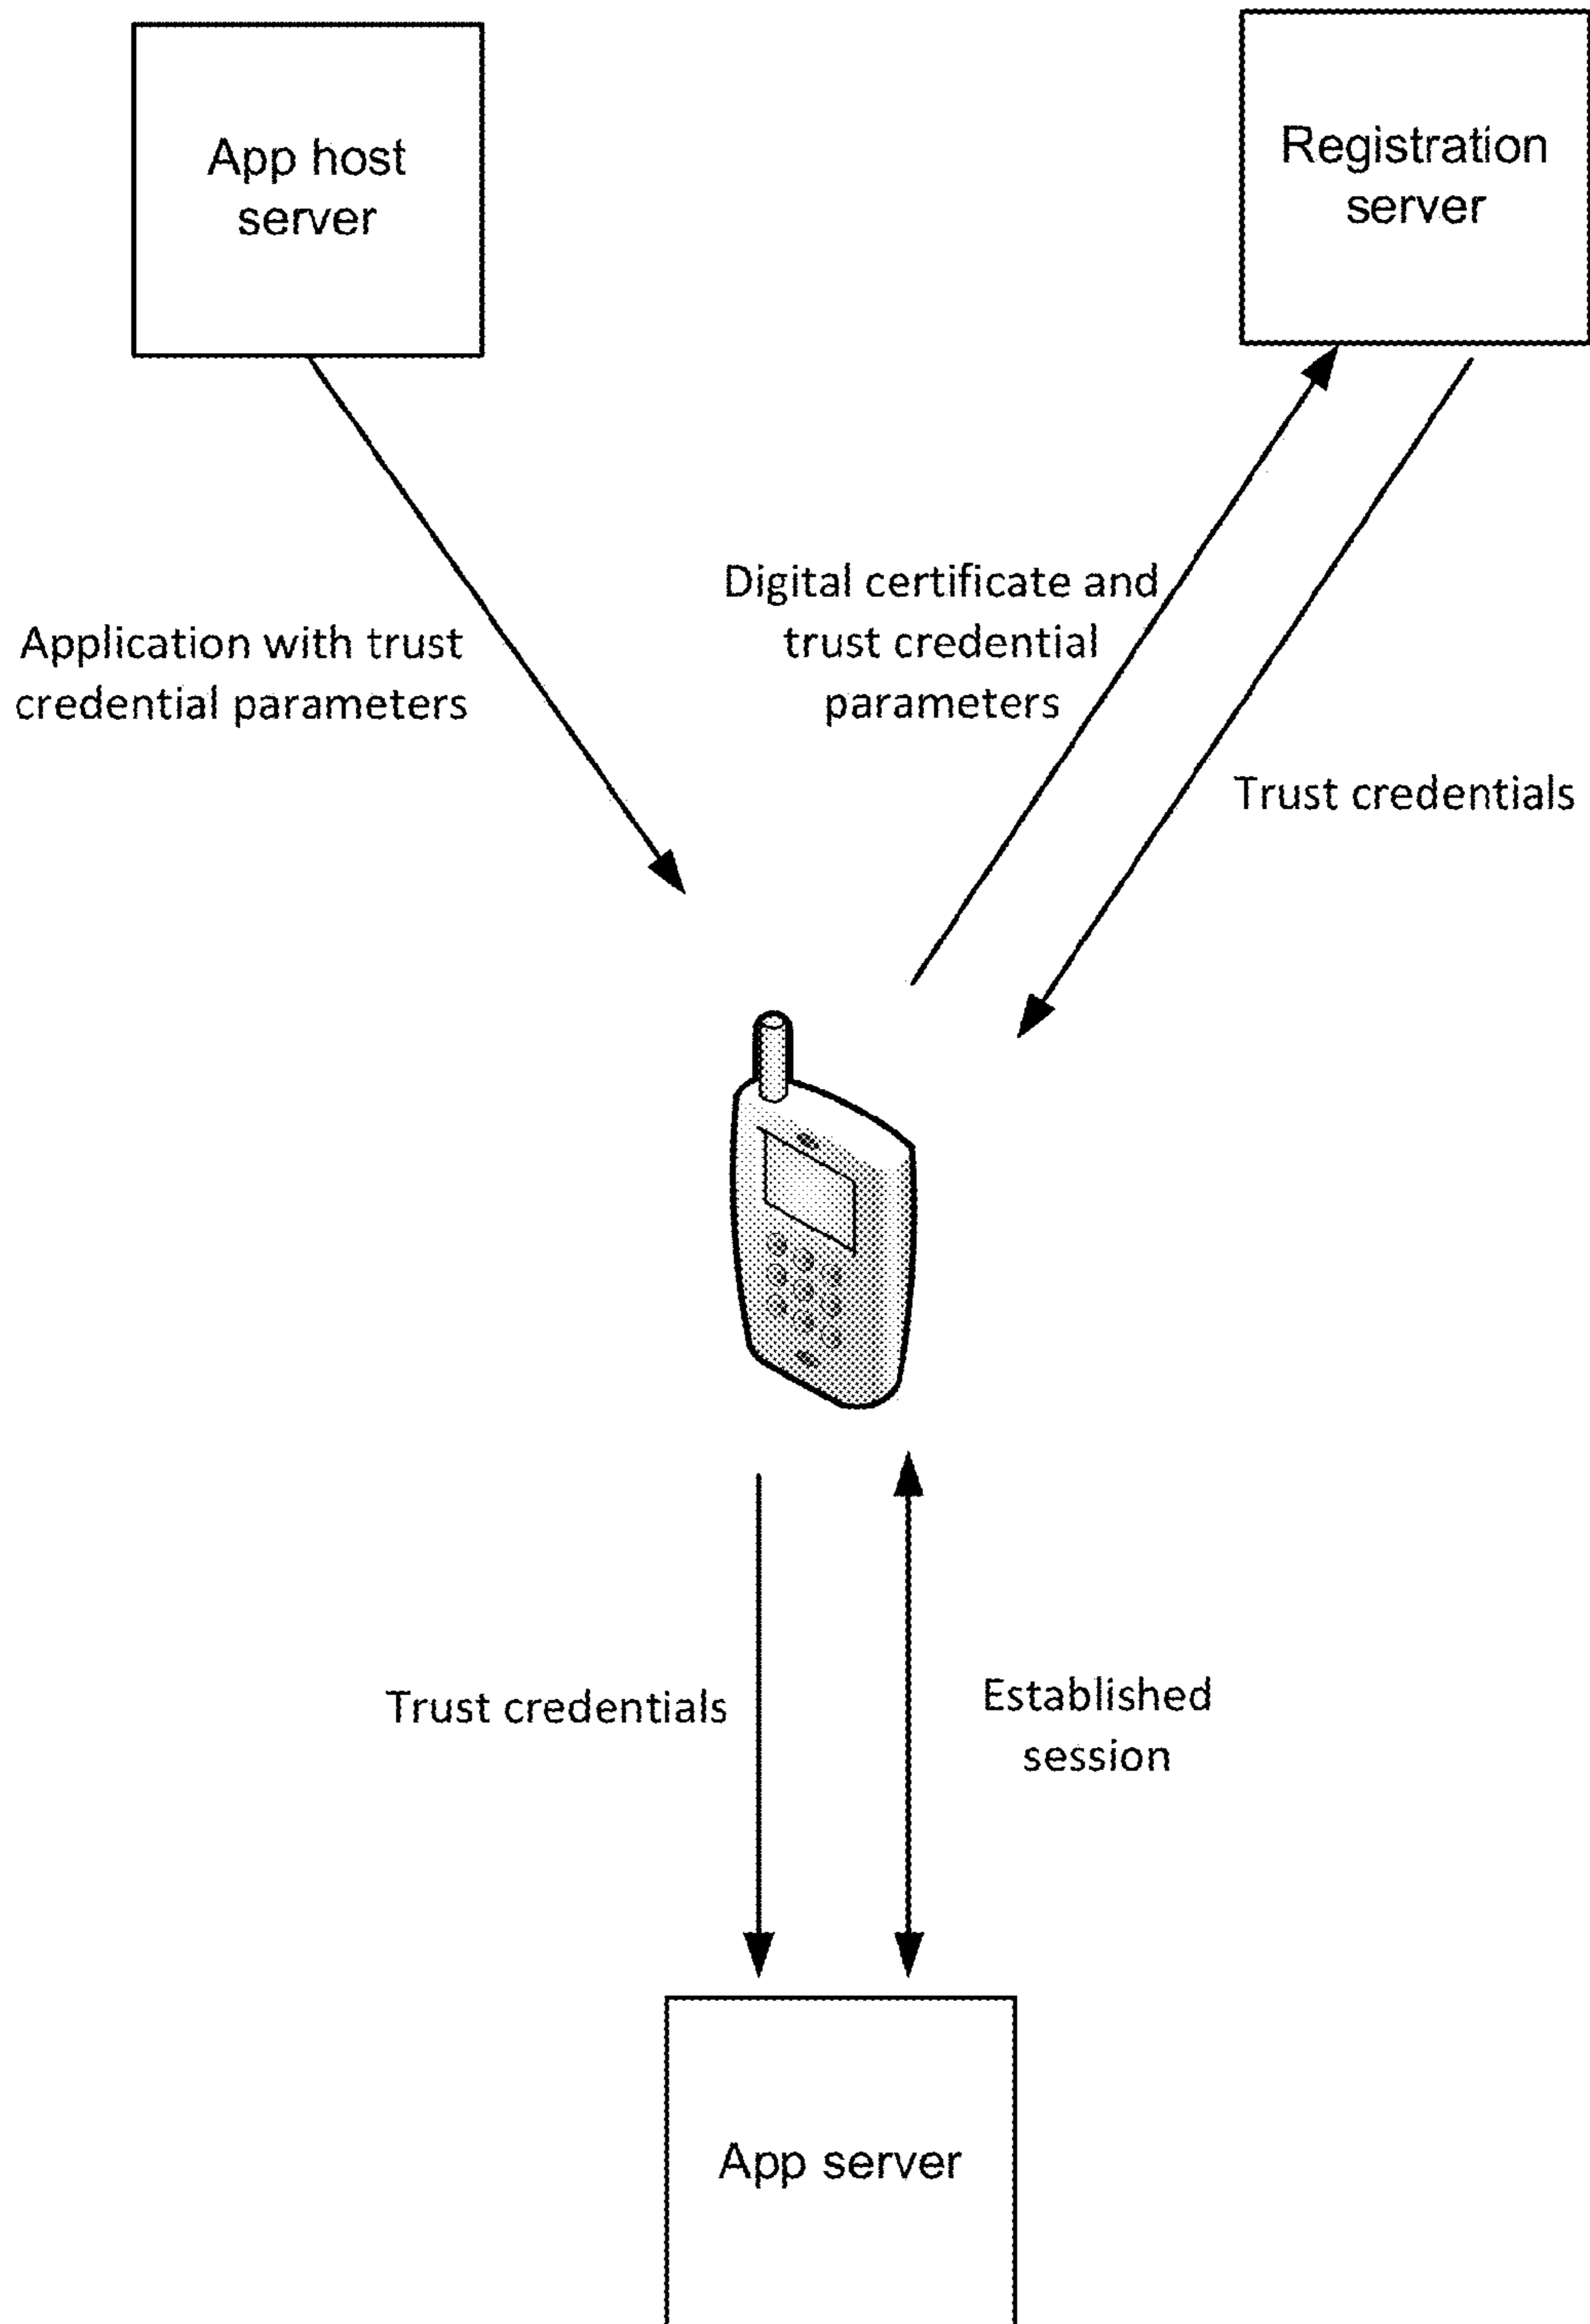 App host
server
Registration
server
Application with trust
credential parameters
Digital certificate and
trust credential
parameters
Trust credentials
Trust credentials
Established
session
App server